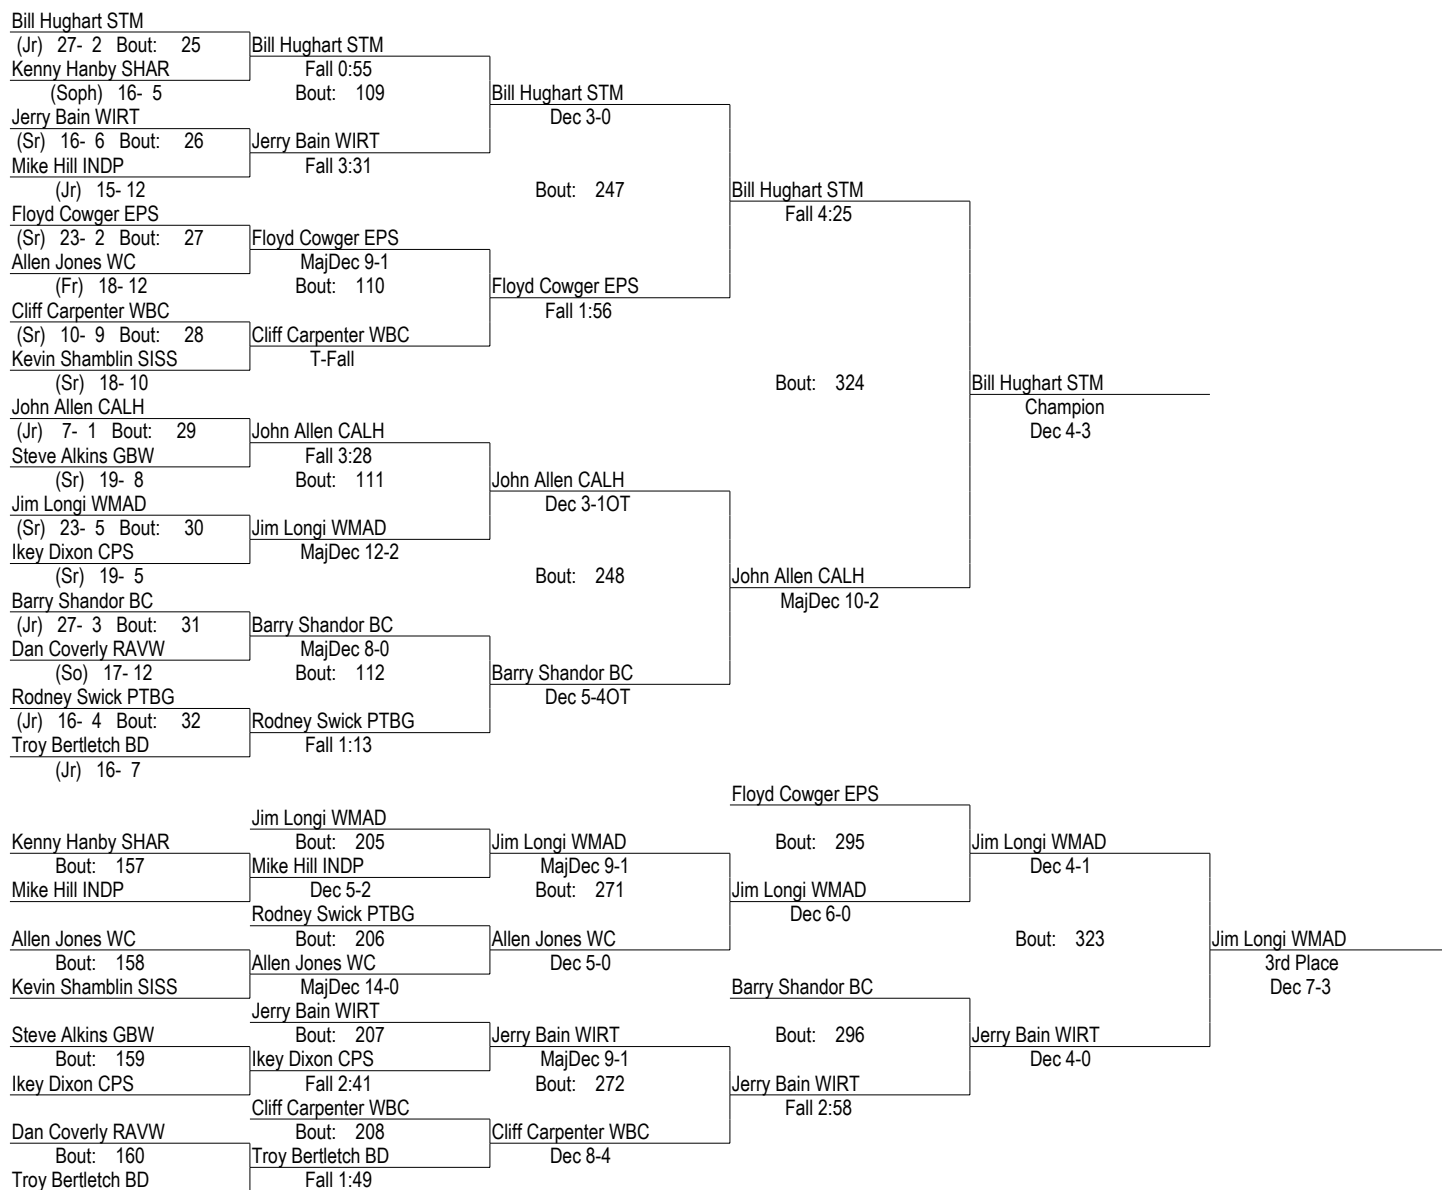 Bill Hughart STM
(Jr) 27- 2 Bout: 25 Bill Hughart STM
Kenny Hanby SHAR Fall 0:55
(Soph) 16- 5 Bout: 109 Bill Hughart STM
Jerry Bain WIRT Dec 3-0
(Sr) 16- 6 Bout: 26 Jerry Bain WIRT
Mike Hill INDP Fall 3:31
(Jr) 15- 12 Bout: 247 Bill Hughart STM
Floyd Cowger EPS Fall 4:25
(Sr) 23- 2 Bout: 27 Floyd Cowger EPS
Allen Jones WC MajDec 9-1
(Fr) 18- 12 Bout: 110 Floyd Cowger EPS
Cliff Carpenter WBC Fall 1:56
(Sr) 10- 9 Bout: 28 Cliff Carpenter WBC
Kevin Shamblin SISS T-Fall
(Sr) 18- 10 Bout: 324 Bill Hughart STM
John Allen CALH Champion
(Jr) 7- 1 Bout: 29 John Allen CALH Dec 4-3
Steve Alkins GBW Fall 3:28
(Sr) 19- 8 Bout: 111 John Allen CALH
Jim Longi WMAD Dec 3-1OT
(Sr) 23- 5 Bout: 30 Jim Longi WMAD
Ikey Dixon CPS MajDec 12-2
(Sr) 19- 5 Bout: 248 John Allen CALH
Barry Shandor BC MajDec 10-2
(Jr) 27- 3 Bout: 31 Barry Shandor BC
Dan Coverly RAVW MajDec 8-0
(So) 17- 12 Bout: 112 Barry Shandor BC
Rodney Swick PTBG Dec 5-4OT
(Jr) 16- 4 Bout: 32 Rodney Swick PTBG
Troy Bertletch BD Fall 1:13
(Jr) 16- 7
Floyd Cowger EPS
Jim Longi WMAD
Kenny Hanby SHAR Bout: 205 Jim Longi WMAD Bout: 295 Jim Longi WMAD
Bout: 157 Mike Hill INDP MajDec 9-1 Dec 4-1
Mike Hill INDP Dec 5-2 Bout: 271 Jim Longi WMAD
Rodney Swick PTBG Dec 6-0
Allen Jones WC Bout: 206 Allen Jones WC Bout: 323 Jim Longi WMAD
Bout: 158 Allen Jones WC Dec 5-0 3rd Place
Kevin Shamblin SISS MajDec 14-0 Barry Shandor BC Dec 7-3
Jerry Bain WIRT
Steve Alkins GBW Bout: 207 Jerry Bain WIRT Bout: 296 Jerry Bain WIRT
Bout: 159 Ikey Dixon CPS MajDec 9-1 Dec 4-0
Ikey Dixon CPS Fall 2:41 Bout: 272 Jerry Bain WIRT
Cliff Carpenter WBC Fall 2:58
Dan Coverly RAVW Bout: 208 Cliff Carpenter WBC
Bout: 160 Troy Bertletch BD Dec 8-4
Troy Bertletch BD Fall 1:49